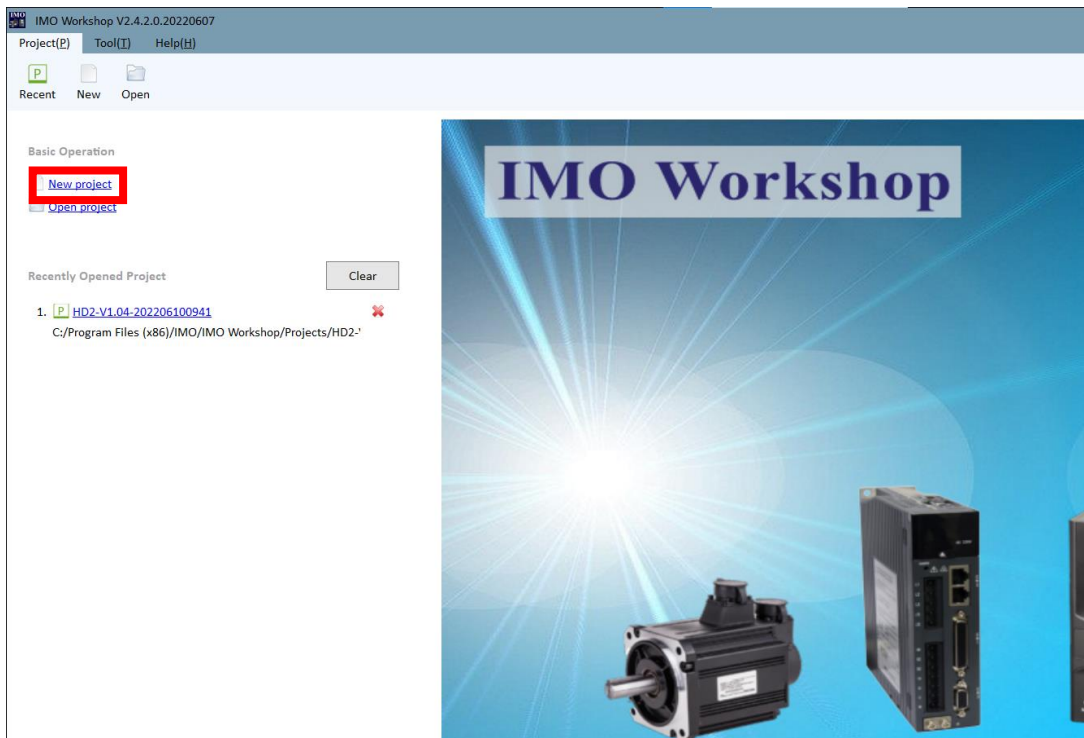 IMO Workshop V2.4.2.0.20220607
Project(P) Tool(T) Help(H)
P
Recent New Open
Basic Operation
New project
Open project
Recently Opened Project Clear
1. P HD2-V1.04-202206100941
C:/Program Files (x86)/IMO/IMO Workshop/Projects/HD2-'
IMO Workshop